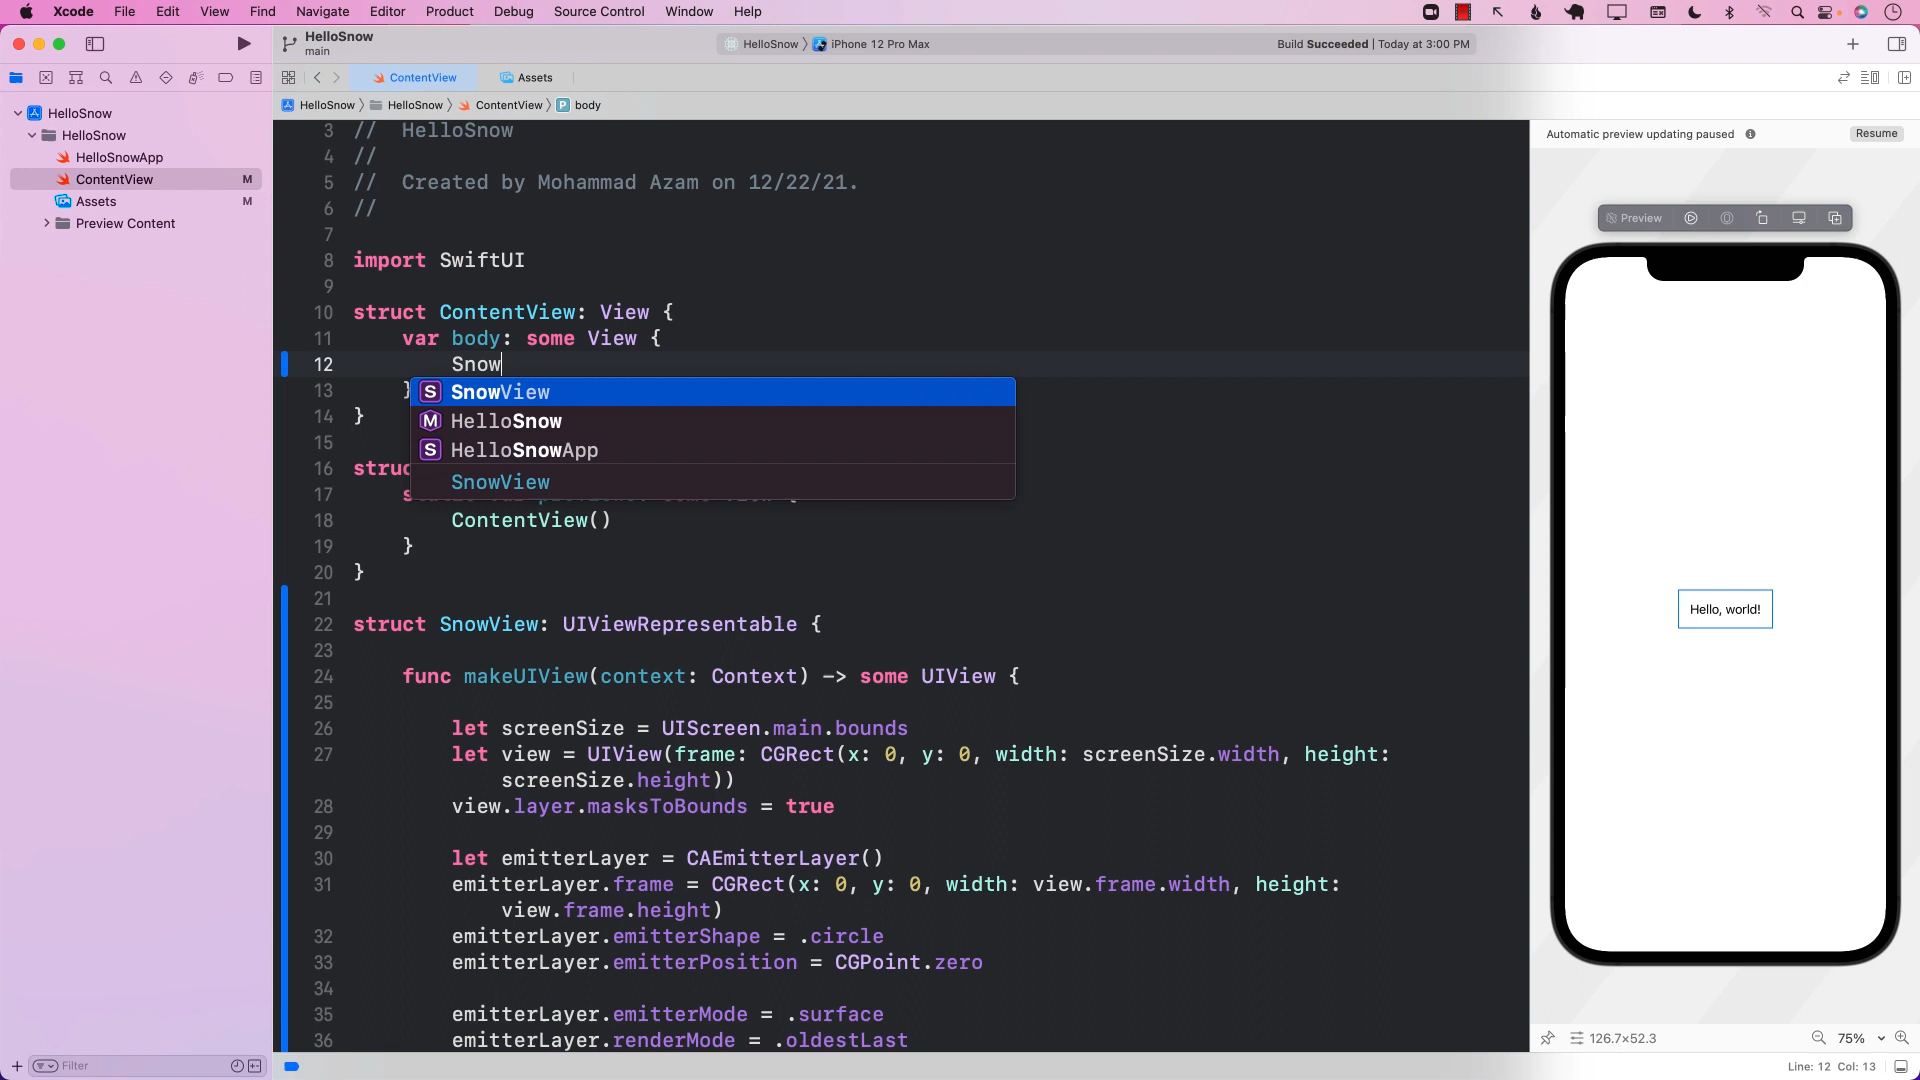 Xcode File Edit View Find Navigate Editor Product Debug Source Control Window Help
HelloSnow
main
HelloSnow iPhone 12 Pro Max
Build Succeeded | Today at 3:00 PM
ContentView Assets
HelloSnow HelloSnow ContentView P body
HelloSnow
HelloSnow
HelloSnowApp
ContentView M
Assets M
Preview Content
3 // HelloSnow
4 //
5 // Created by Mohammad Azam on 12/22/21.
6 //
7
8 import SwiftUI
9
10 struct ContentView: View {
11 var body: some View {
12 Snow
13 }
14 }
15
16 struc
17
18 ContentView()
19 }
20 }
21
22 struct SnowView: UIViewRepresentable {
23
24 func makeUIView(context: Context) -> some UIView {
25
26 let screenSize = UIScreen.main.bounds
27 let view = UIView(frame: CGRect(x: 0, y: 0, width: screenSize.width, height:
screenSize.height))
28 view.layer.masksToBounds = true
29
30 let emitterLayer = CAEmitterLayer()
31 emitterLayer.frame = CGRect(x: 0, y: 0, width: view.frame.width, height:
view.frame.height)
32 emitterLayer.emitterShape = .circle
33 emitterLayer.emitterPosition = CGPoint.zero
34
35 emitterLayer.emitterMode = .surface
36 emitterLayer.renderMode = .oldestLast
S SnowView
M HelloSnow
S HelloSnowApp
SnowView
Automatic preview updating paused Resume
Preview
Hello, world!
126.7×52.3 75%
Filter
Line: 12 Col: 13